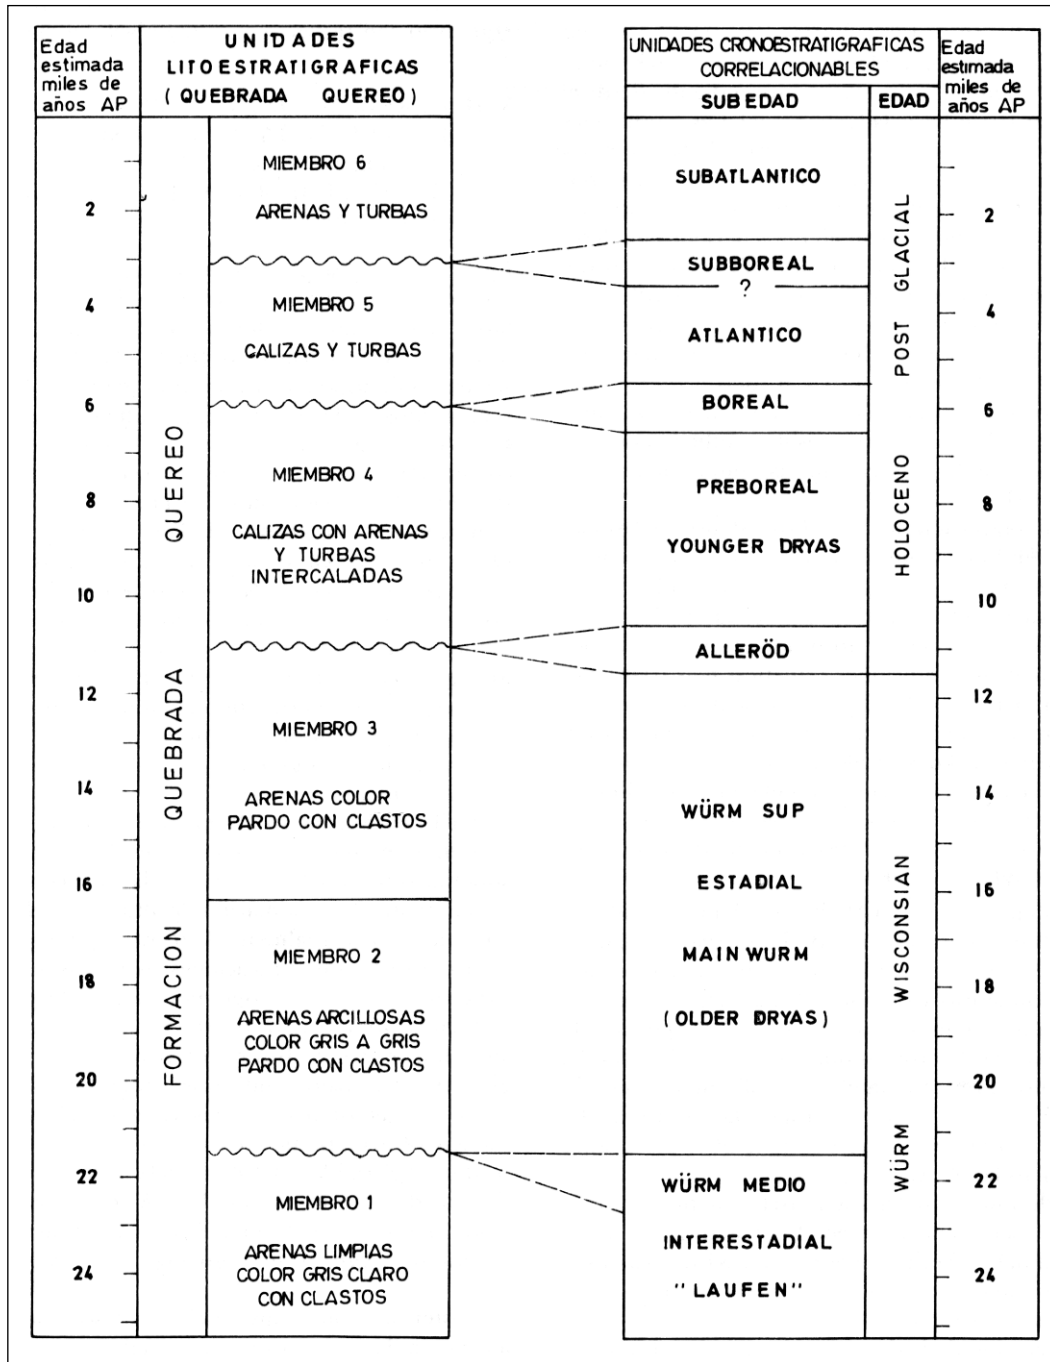 Edad
estimada
miles de
años AP
UNIDADES
LITOESTRATIGRAFICAS
(QUEBRADA QUEREO)
2
4
6
8
10
12
14
16
18
20
22
24
FORMACION QUEBRADA QUEREO
MIEMBRO 6
ARENAS Y TURBAS
MIEMBRO 5
CALIZAS Y TURBAS
MIEMBRO 4
CALIZAS CON ARENAS
Y TURBAS
INTERCALADAS
MIEMBRO 3
ARENAS COLOR
PARDO CON CLASTOS
MIEMBRO 2
ARENAS ARCILLOSAS
COLOR GRIS A GRIS
PARDO CON CLASTOS
MIEMBRO 1
ARENAS LIMPIAS
COLOR GRIS CLARO
CON CLASTOS
UNIDADES CRONOESTRATIGRAFICAS
CORRELACIONABLES
SUBEDAD
EDAD
Edad
estimada
miles de
años AP
SUBATLANTICO
SUBBOREAL
?
ATLANTICO
BOREAL
PREBOREAL
YOUNGER DRYAS
ALLERÖD
WÜRM SUP
ESTADIAL
MAIN WURM
(OLDER DRYAS)
WÜRM MEDIO
INTERESTADIAL
"LAUFEN"
HOLOCENO POST GLACIAL
WÜRM WISCONSIAN
2
4
6
8
10
12
14
16
18
20
22
24